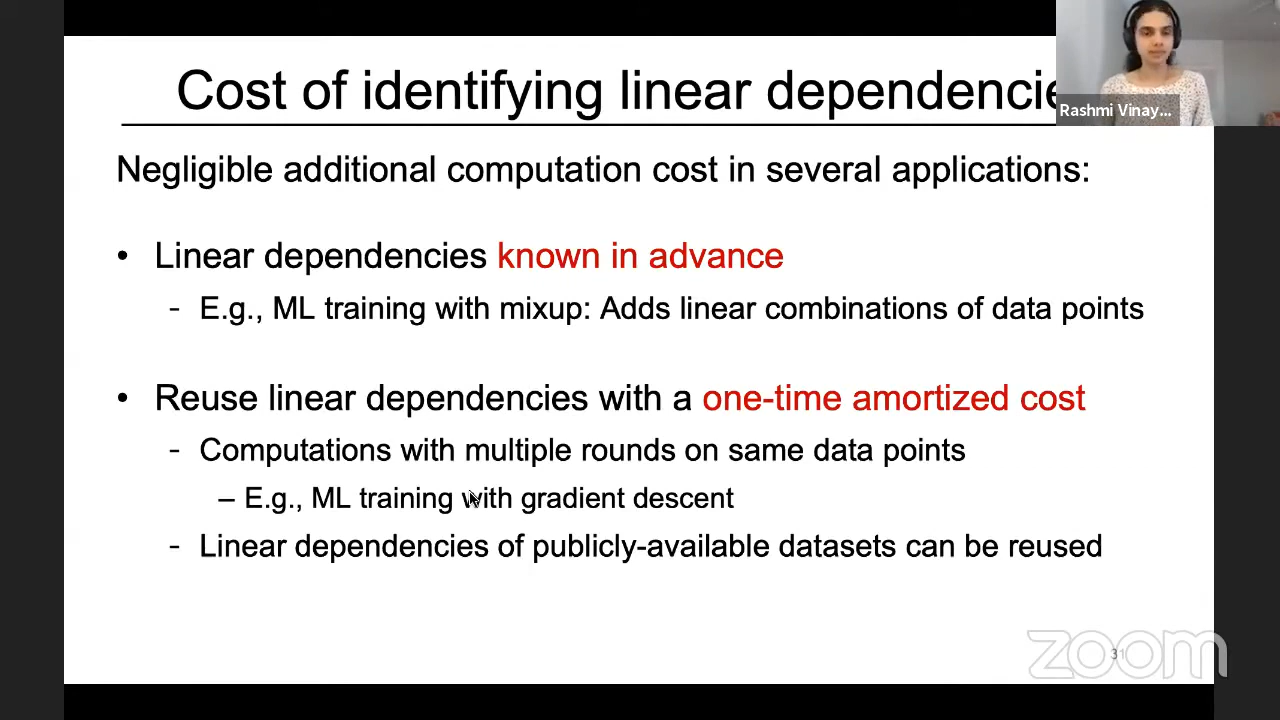 Cost of identifying linear dependencie
Rashmi Vinay...
Negligible additional computation cost in several applications:
• Linear dependencies known in advance
- E.g., ML training with mixup: Adds linear combinations of data points
• Reuse linear dependencies with a one-time amortized cost
- Computations with multiple rounds on same data points
– E.g., ML training with gradient descent
- Linear dependencies of publicly-available datasets can be reused
zoom
31